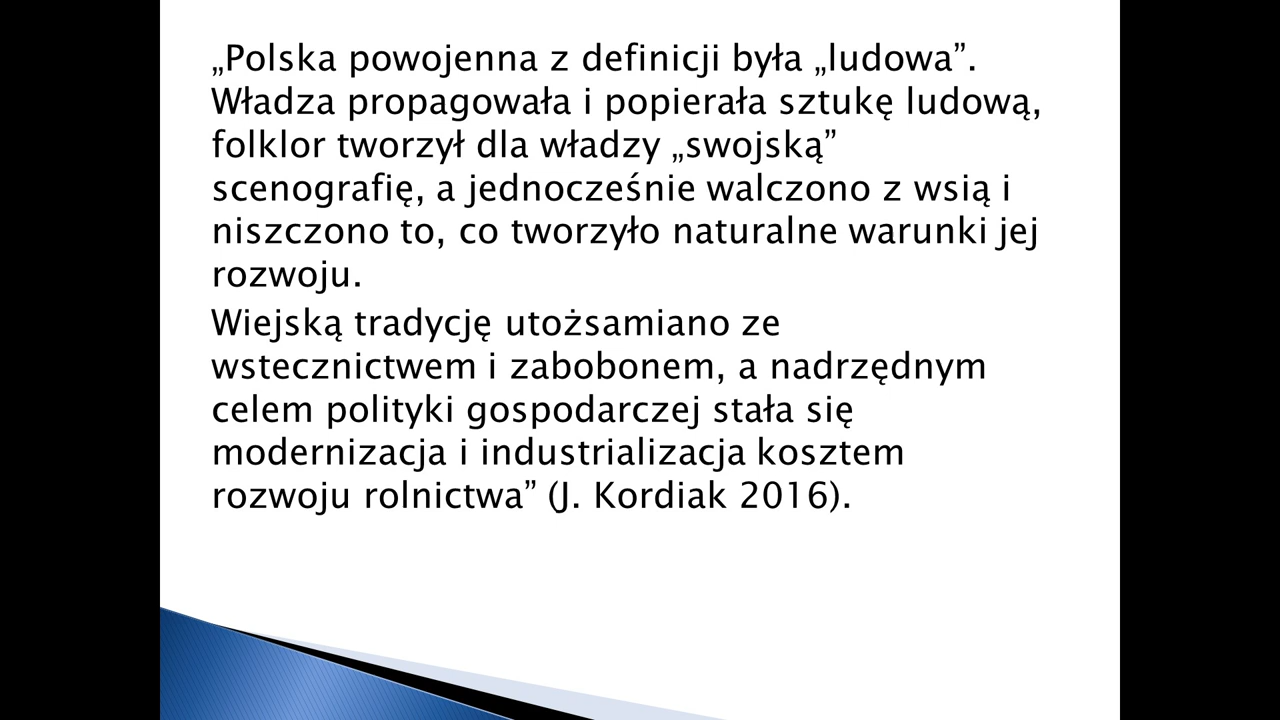 „Polska powojenna z definicji była „ludowa”.
Władza propagowała i popierała sztukę ludową,
folklor tworzył dla władzy „swojską”
scenografię, a jednocześnie walczono z wsią i
niszczono to, co tworzyło naturalne warunki jej
rozwoju.
Wiejską tradycję utożsamiano ze
wstecznictwem i zabobonem, a nadrzędnym
celem polityki gospodarczej stała się
modernizacja i industrializacja kosztem
rozwoju rolnictwa” (J. Kordiak 2016).